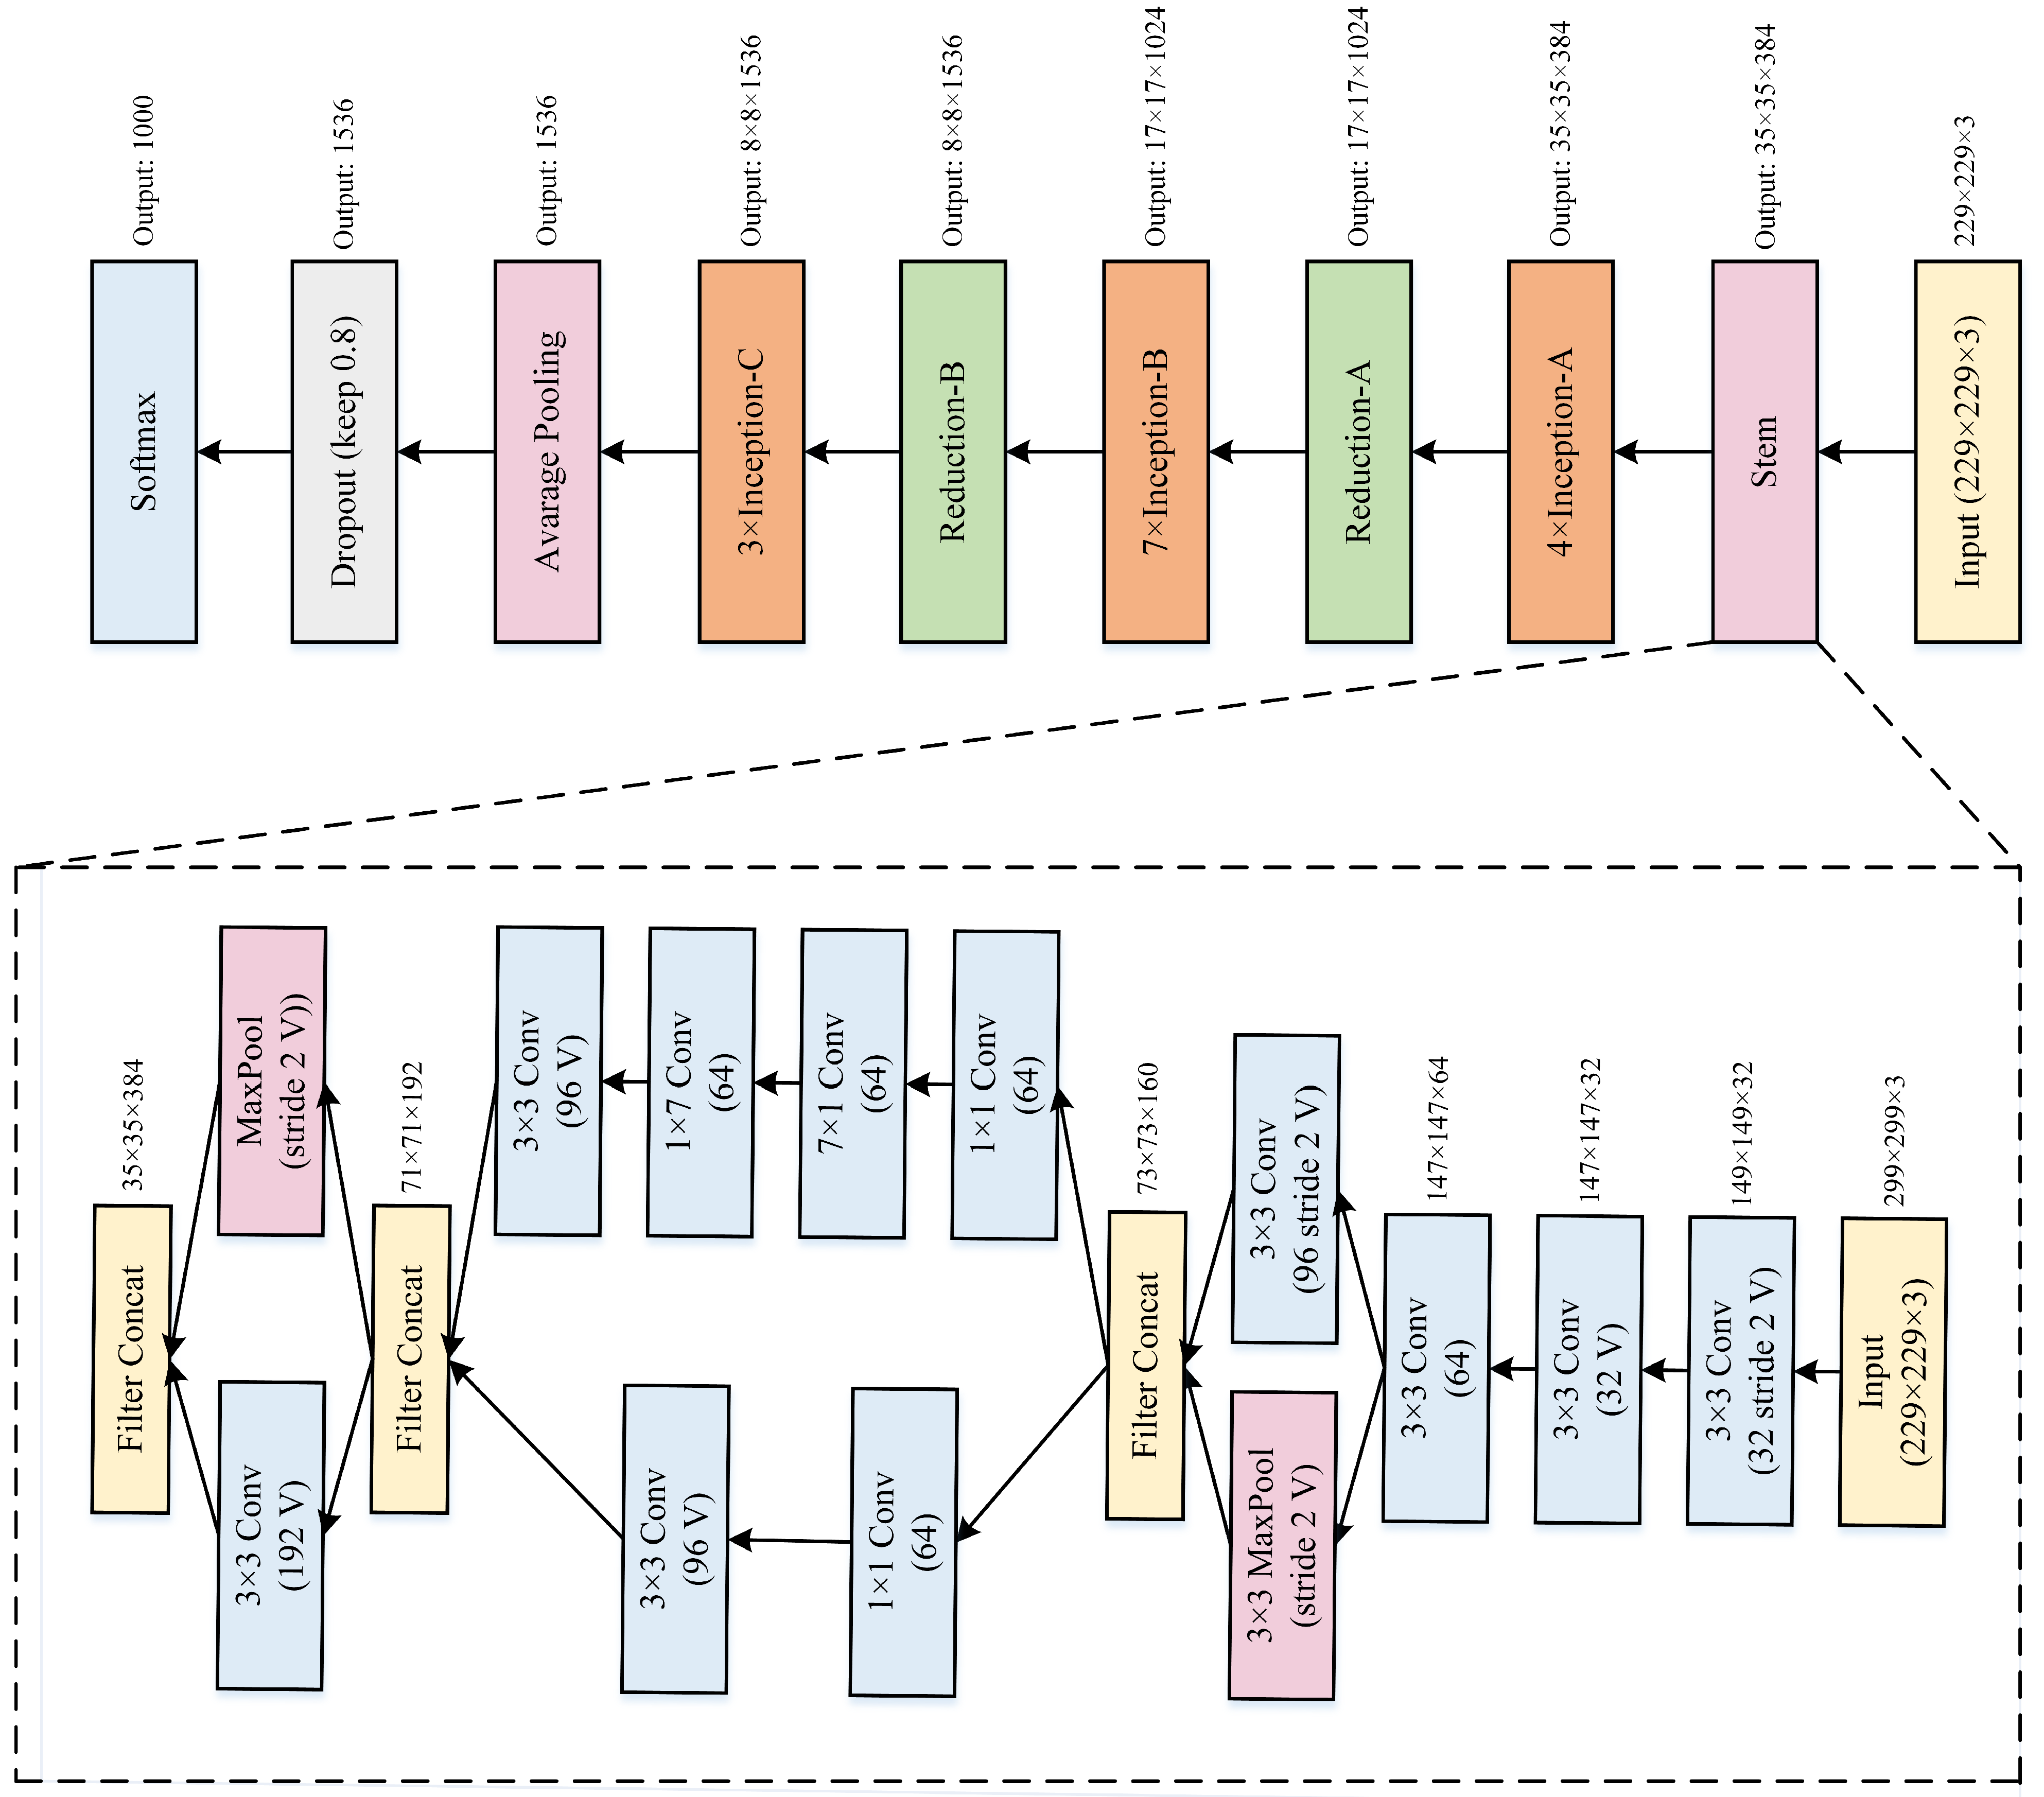 Softmax
Output: 1000
Dropout (keep 0.8)
Output: 1536
Avarage Pooling
Output: 1536
3×Inception-C
Output: 8×8×1536
Reduction-B
Output: 8×8×1536
7×Inception-B
Output: 17×17×1024
Reduction-A
Output: 17×17×1024
4×Inception-A
Output: 35×35×384
Stem
Output: 35×35×384
Input (229×229×3)
229×229×3
Filter Concat
35×35×384
3×3 Conv
(192 V)
MaxPool
(stride 2 V))
Filter Concat
71×71×192
3×3 Conv
(96 V)
1×1 Conv
(64)
3×3 Conv
(96 V)
1×7 Conv
(64)
7×1 Conv
(64)
1×1 Conv
(64)
Filter Concat
73×73×160
3×3 MaxPool
(stride 2 V)
3×3 Conv
(96 stride 2 V)
3×3 Conv
(64)
147×147×64
3×3 Conv
(32 V)
147×147×32
3×3 Conv
(32 stride 2 V)
149×149×32
Input
(229×229×3)
299×299×3